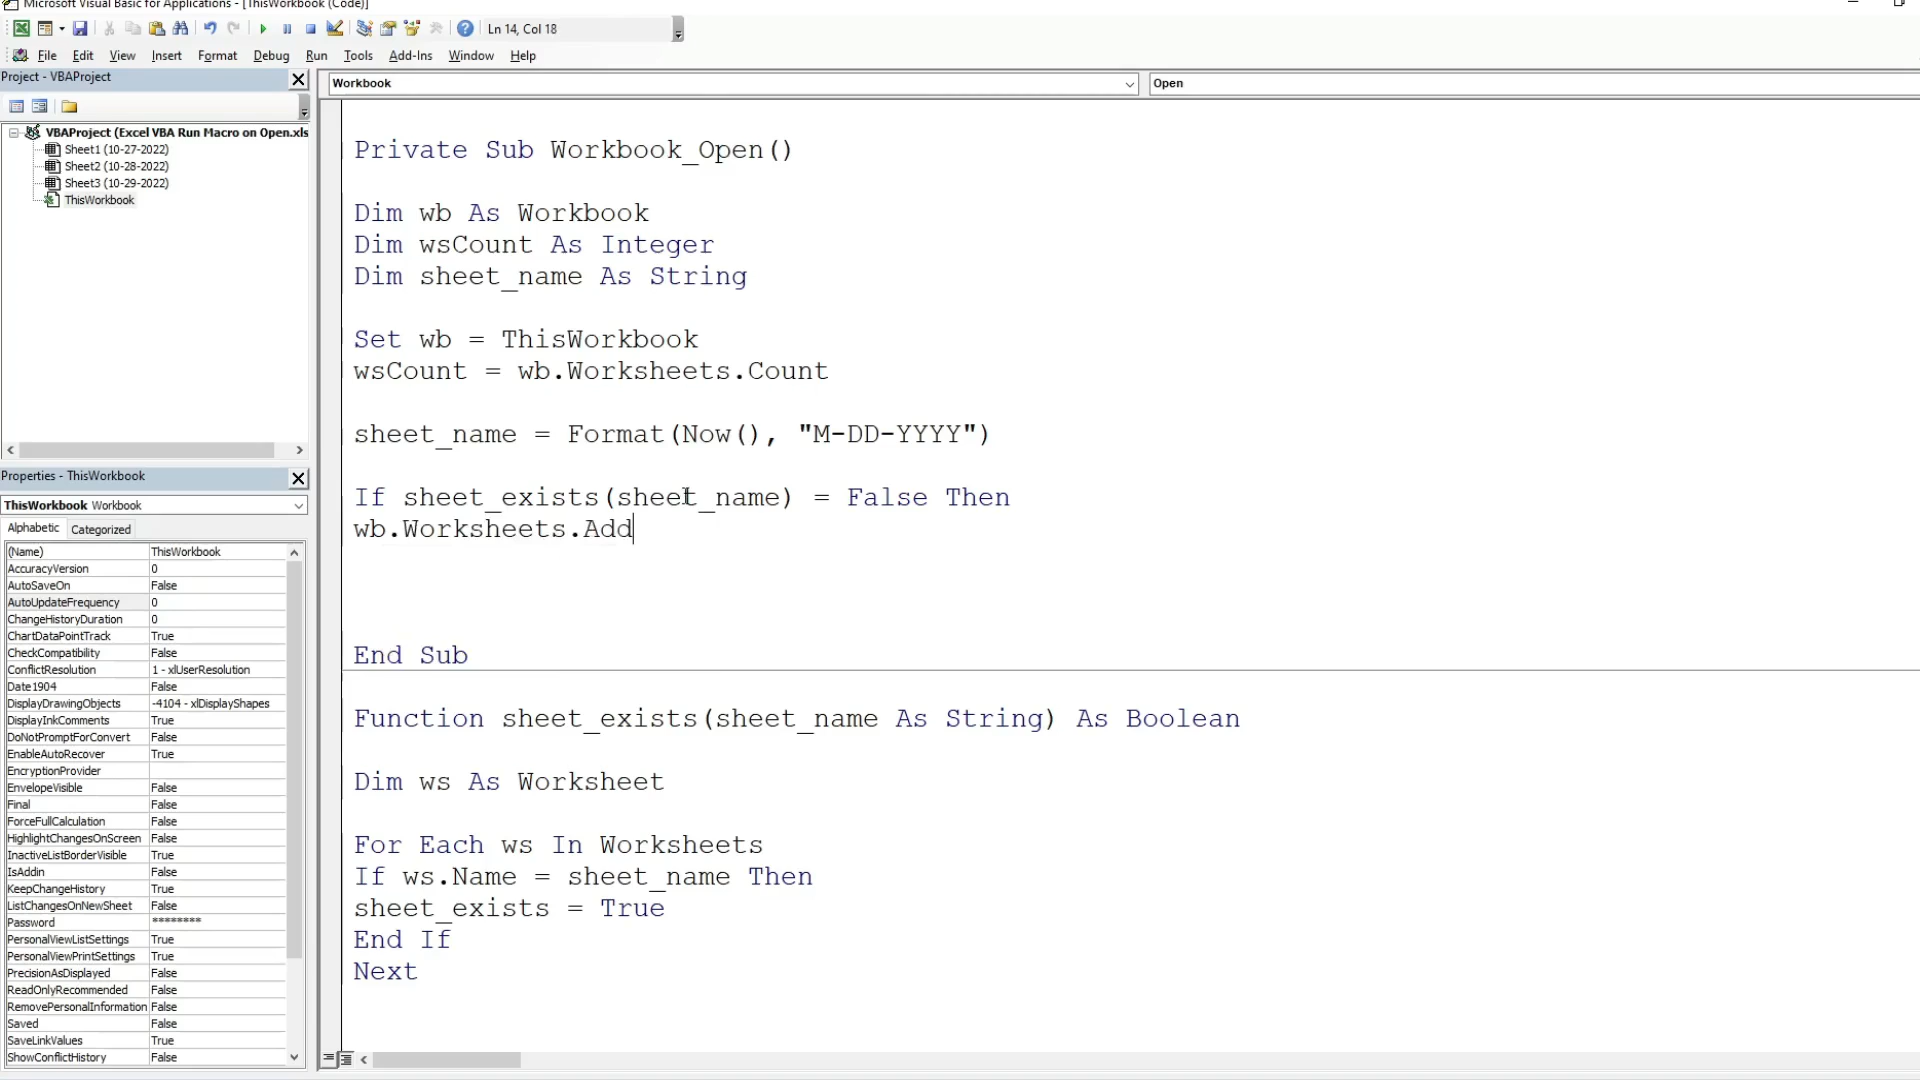 Microsoft Visual Basic for Applications - [ThisWorkbook (Code)]
Ln 14, Col 18
File Edit View Insert Format Debug Run Tools Add-Ins Window Help
Project - VBAProject
VBAProject (Excel VBA Run Macro on Open.xls
Sheet1 (10-27-2022)
Sheet2 (10-28-2022)
Sheet3 (10-29-2022)
ThisWorkbook
Properties - ThisWorkbook
ThisWorkbook Workbook
Alphabetic Categorized
(Name) ThisWorkbook
AccuracyVersion 0
AutoSaveOn False
AutoUpdateFrequency 0
ChangeHistoryDuration 0
ChartDataPointTrack True
CheckCompatibility False
ConflictResolution 1 - xlUserResolution
Date1904 False
DisplayDrawingObjects -4104 - xlDisplayShapes
DisplayInkComments True
DoNotPromptForConvert False
EnableAutoRecover True
EncryptionProvider
EnvelopeVisible False
Final False
ForceFullCalculation False
HighlightChangesOnScreen False
InactiveListBorderVisible True
IsAddin False
KeepChangeHistory True
ListChangesOnNewSheet False
Password ********
PersonalViewListSettings True
PersonalViewPrintSettings True
PrecisionAsDisplayed False
ReadOnlyRecommended False
RemovePersonalInformation False
Saved False
SaveLinkValues True
ShowConflictHistory False
Workbook Open
Private Sub Workbook_Open()
Dim wb As Workbook
Dim wsCount As Integer
Dim sheet_name As String
Set wb = ThisWorkbook
wsCount = wb.Worksheets.Count
sheet_name = Format(Now(), "M-DD-YYYY")
If sheet_exists(sheet_name) = False Then
wb.Worksheets.Add
End Sub
Function sheet_exists(sheet_name As String) As Boolean
Dim ws As Worksheet
For Each ws In Worksheets
If ws.Name = sheet_name Then
sheet_exists = True
End If
Next